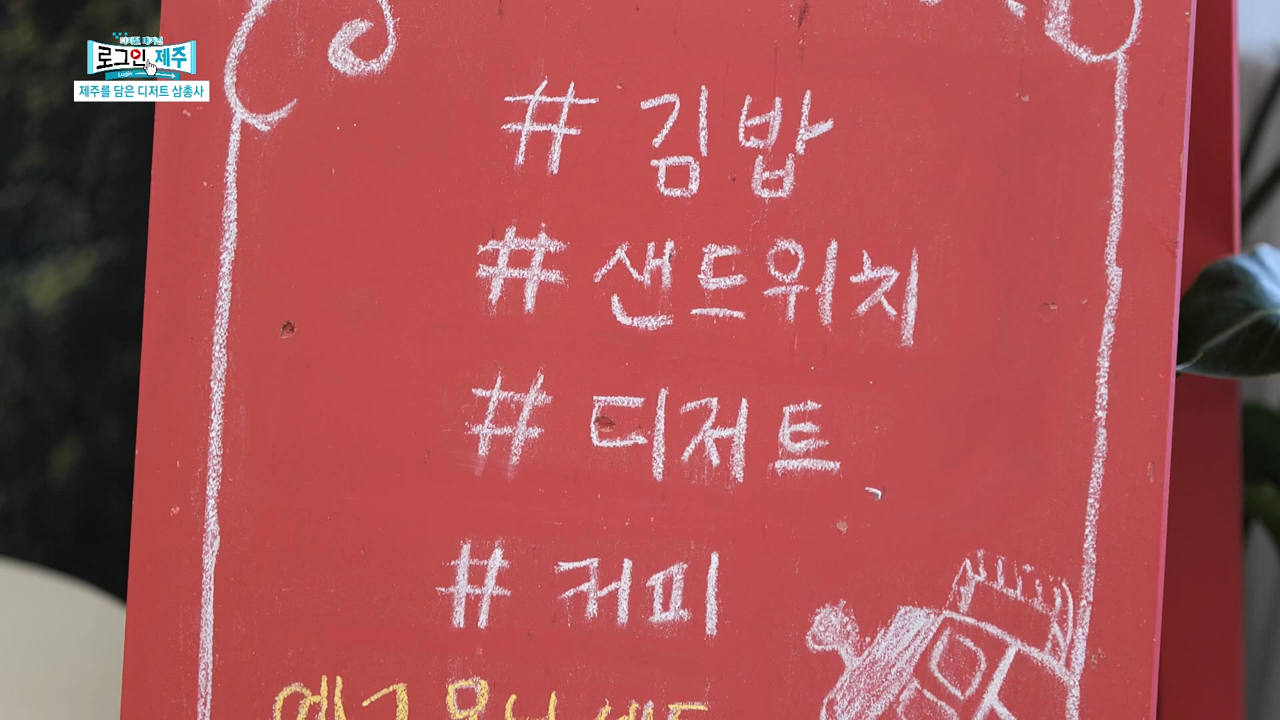 로그인 제주
Login
제주를 담은 디저트 삼총사
# 김밥
# 샌드위치
# 디저트
# 커피